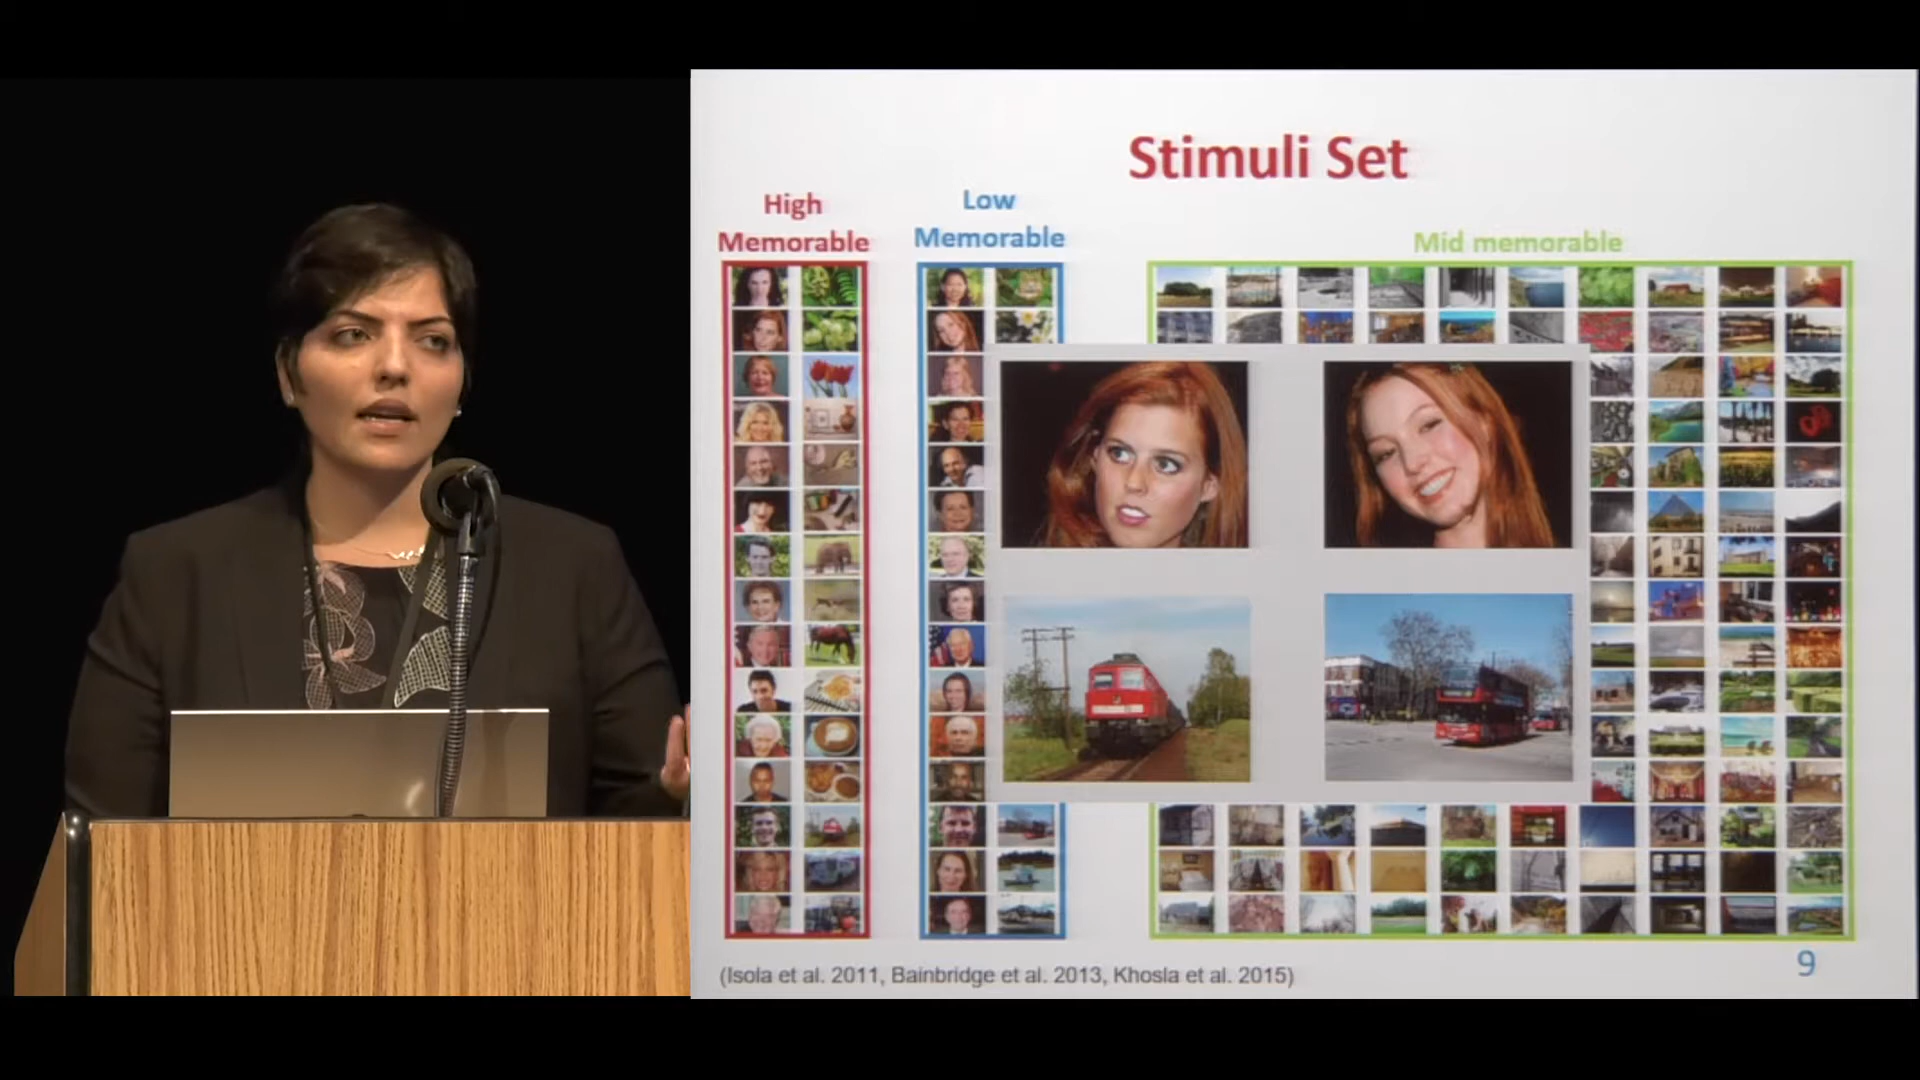 Stimuli Set
High
Memorable
Low
Memorable
Mid memorable
(Isola et al. 2011, Bainbridge et al. 2013, Khosla et al. 2015)
9